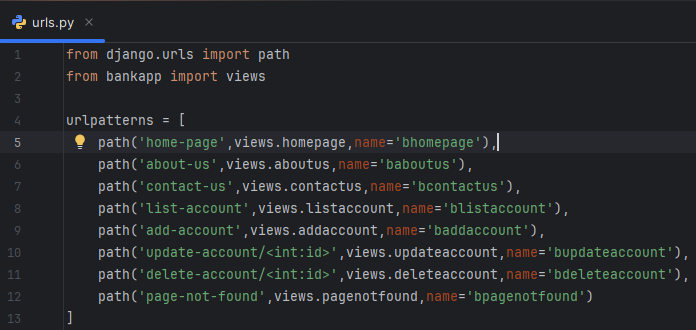 urls.py
1 from django.urls import path
2 from bankapp import views
3
4 urlpatterns = [
5     path('home-page',views.homepage,name='bhomepage'),
6     path('about-us',views.aboutus,name='baboutus'),
7     path('contact-us',views.contactus,name='bcontactus'),
8     path('list-account',views.listaccount,name='blistaccount'),
9     path('add-account',views.addaccount,name='baddaccount'),
10     path('update-account/<int:id>',views.updateaccount,name='bupdateaccount'),
11     path('delete-account/<int:id>',views.deleteaccount,name='bdeleteaccount'),
12     path('page-not-found',views.pagenotfound,name='bpagenotfound')
13 ]